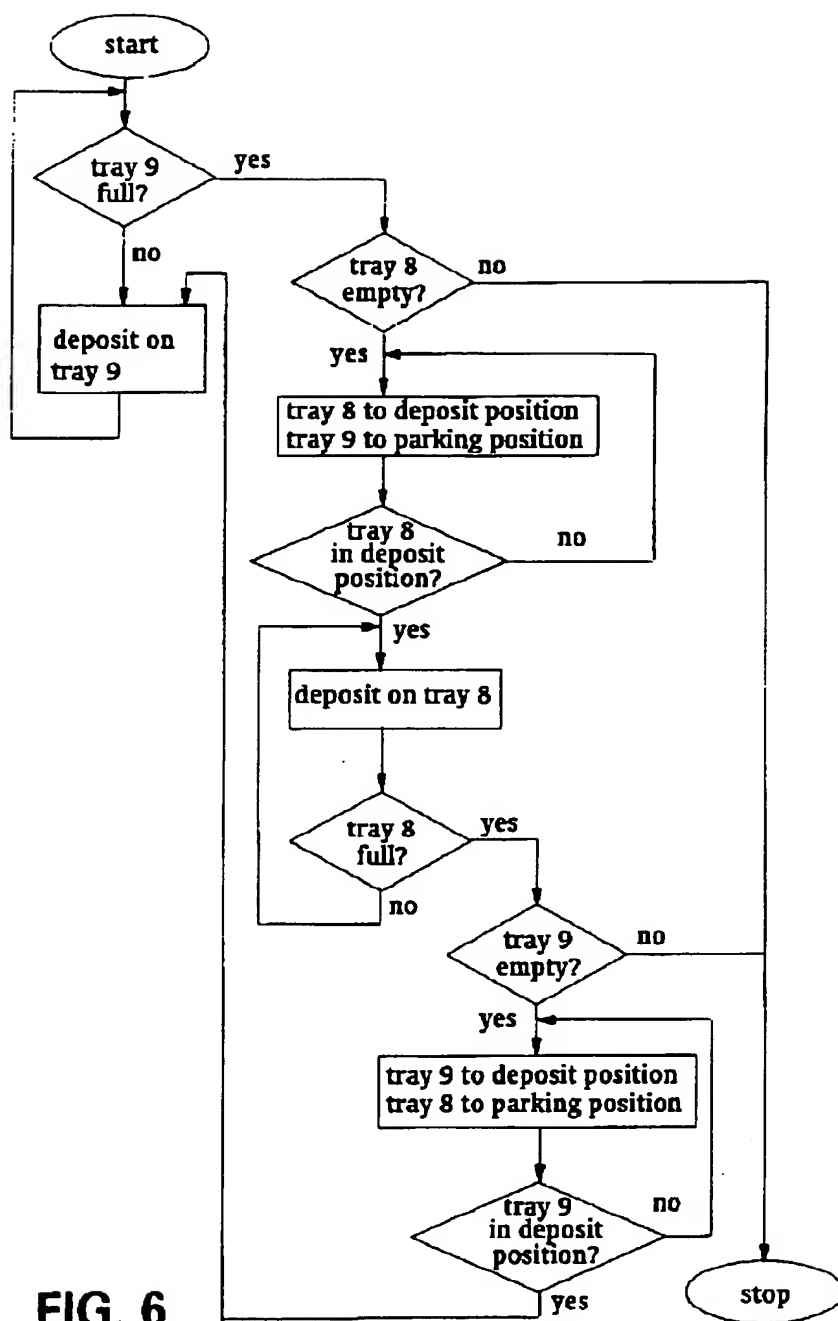 start
tray 9
full?
yes
no
deposit on
tray 9
tray 8
empty?
no
yes
tray 8 to deposit position
tray 9 to parking position
tray 8
in deposit
position?
no
yes
deposit on tray 8
tray 8
full?
yes
no
tray 9
empty?
no
yes
tray 9 to deposit position
tray 8 to parking position
tray 9
in deposit
position?
no
yes
stop
FIG. 6